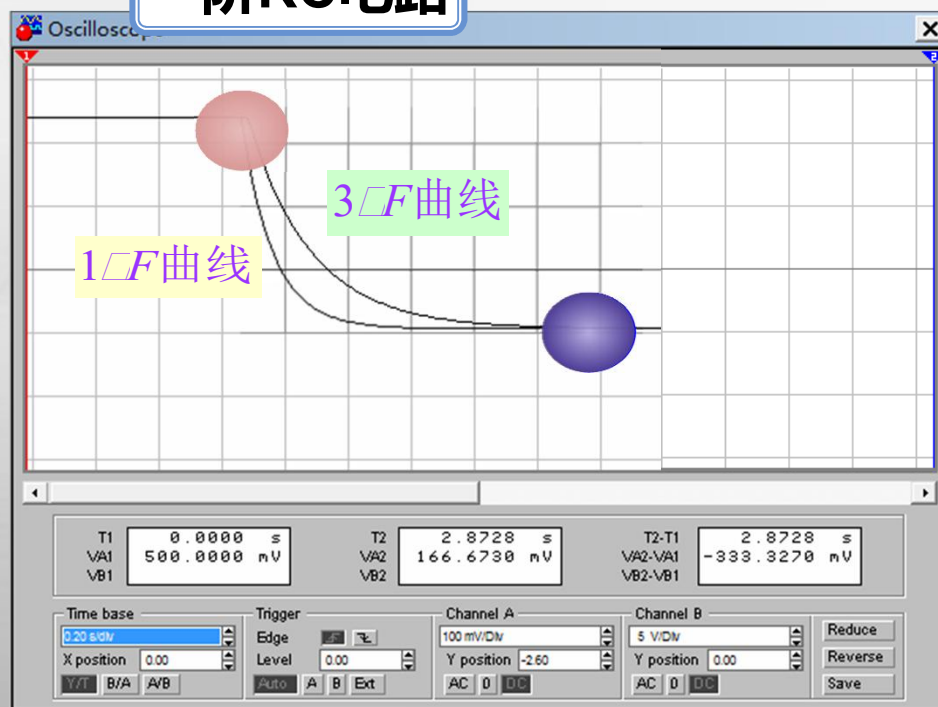 阶RC电路
Oscillosc
1
2
3□F曲线
1□F曲线
T1 0.0000 s T2 2.8728 s T2-T1 2.8728 s
VA1 500.0000 mV VA2 166.6730 mV VA2-VA1 -333.3270 mV
VB1 VB2 VB2-VB1
Time base Trigger Channel A Channel B
0.20 s/div Edge 100 mV/Div 5 V/Div Reduce
X position 0.00 Level 0.00 Y position -2.60 Y position 0.00 Reverse
Y/T B/A A/B Auto A B Ext AC 0 DC AC 0 DC Save